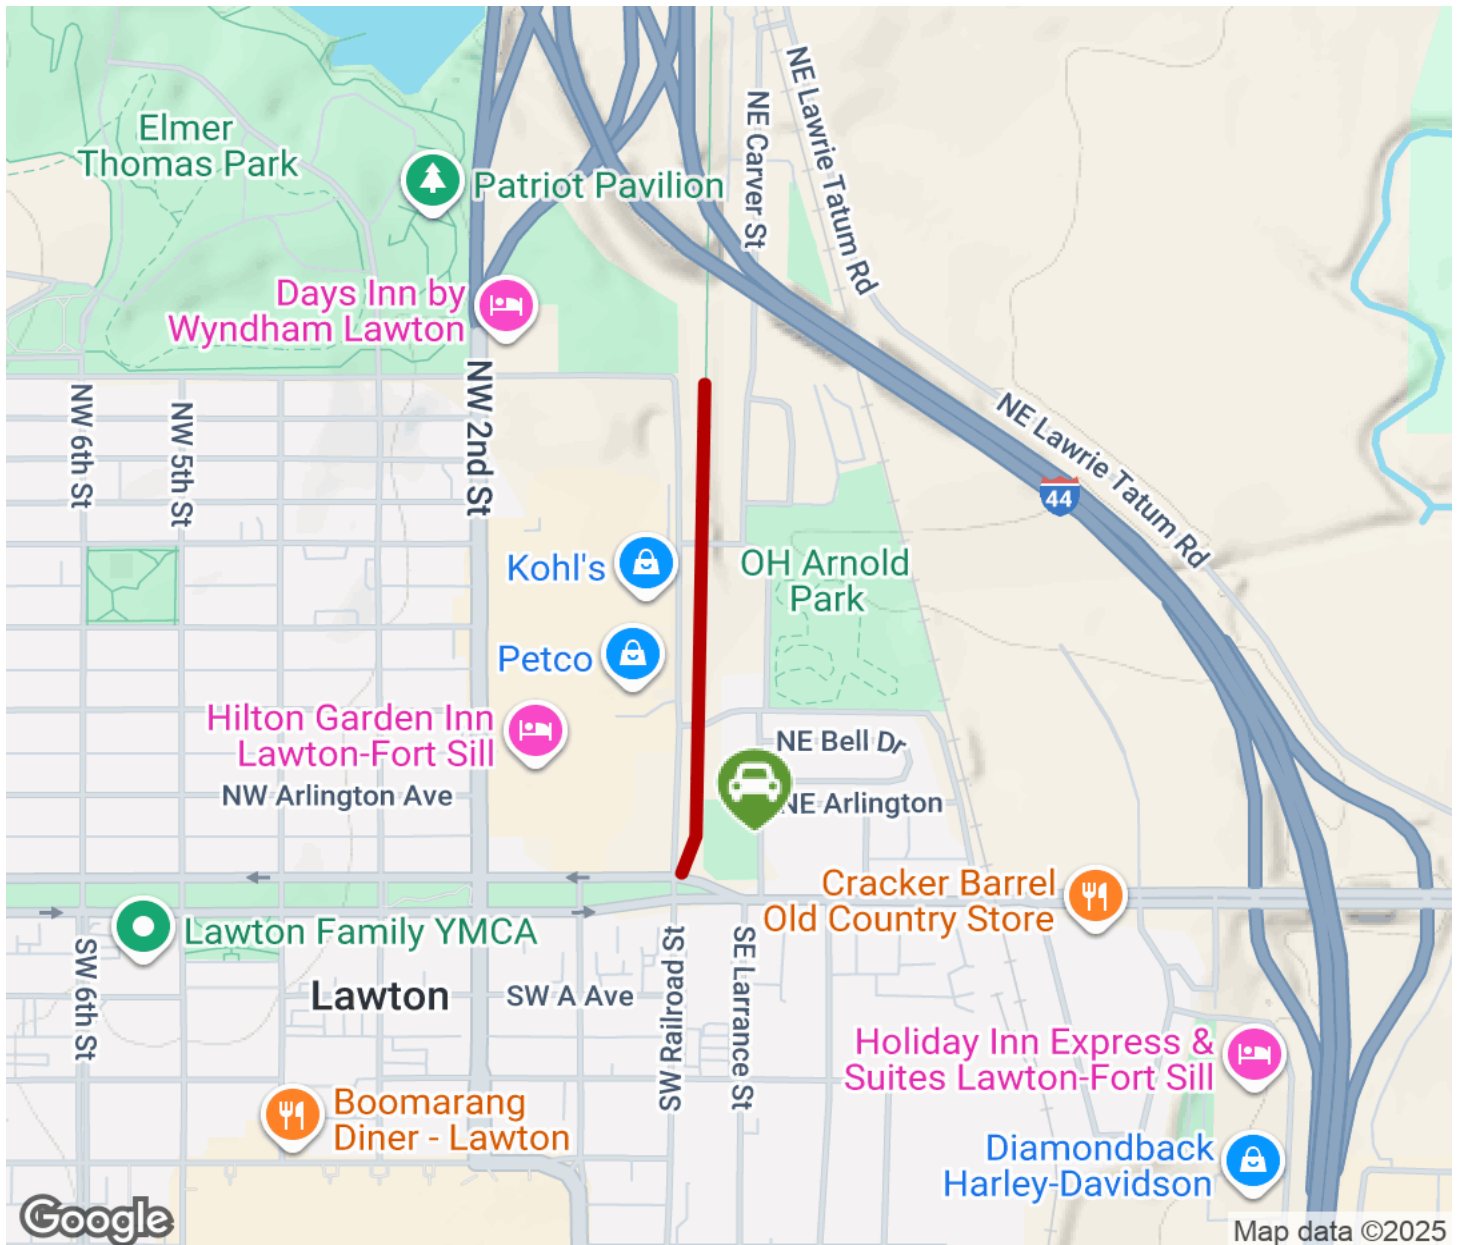 Elmer
Thomas Park
Patriot Pavilion
NE Carver St
NE Lawrie Tatum Rd
Days Inn by
Wyndham Lawton
NW 6th St
NW 5th St
NW 2nd St
NE Lawrie Tatum Rd
44
Kohl's
OH Arnold
Park
Petco
Hilton Garden Inn
Lawton-Fort Sill
NE Bell Dr
NW Arlington Ave
NE Arlington
Cracker Barrel
Old Country Store
Lawton Family YMCA
SW 6th St
Lawton
SW A Ave
SW Railroad St
SE Larrance St
Holiday Inn Express &
Suites Lawton-Fort Sill
Boomarang
Diner - Lawton
Diamondback
Harley-Davidson
Google
Map data ©2025